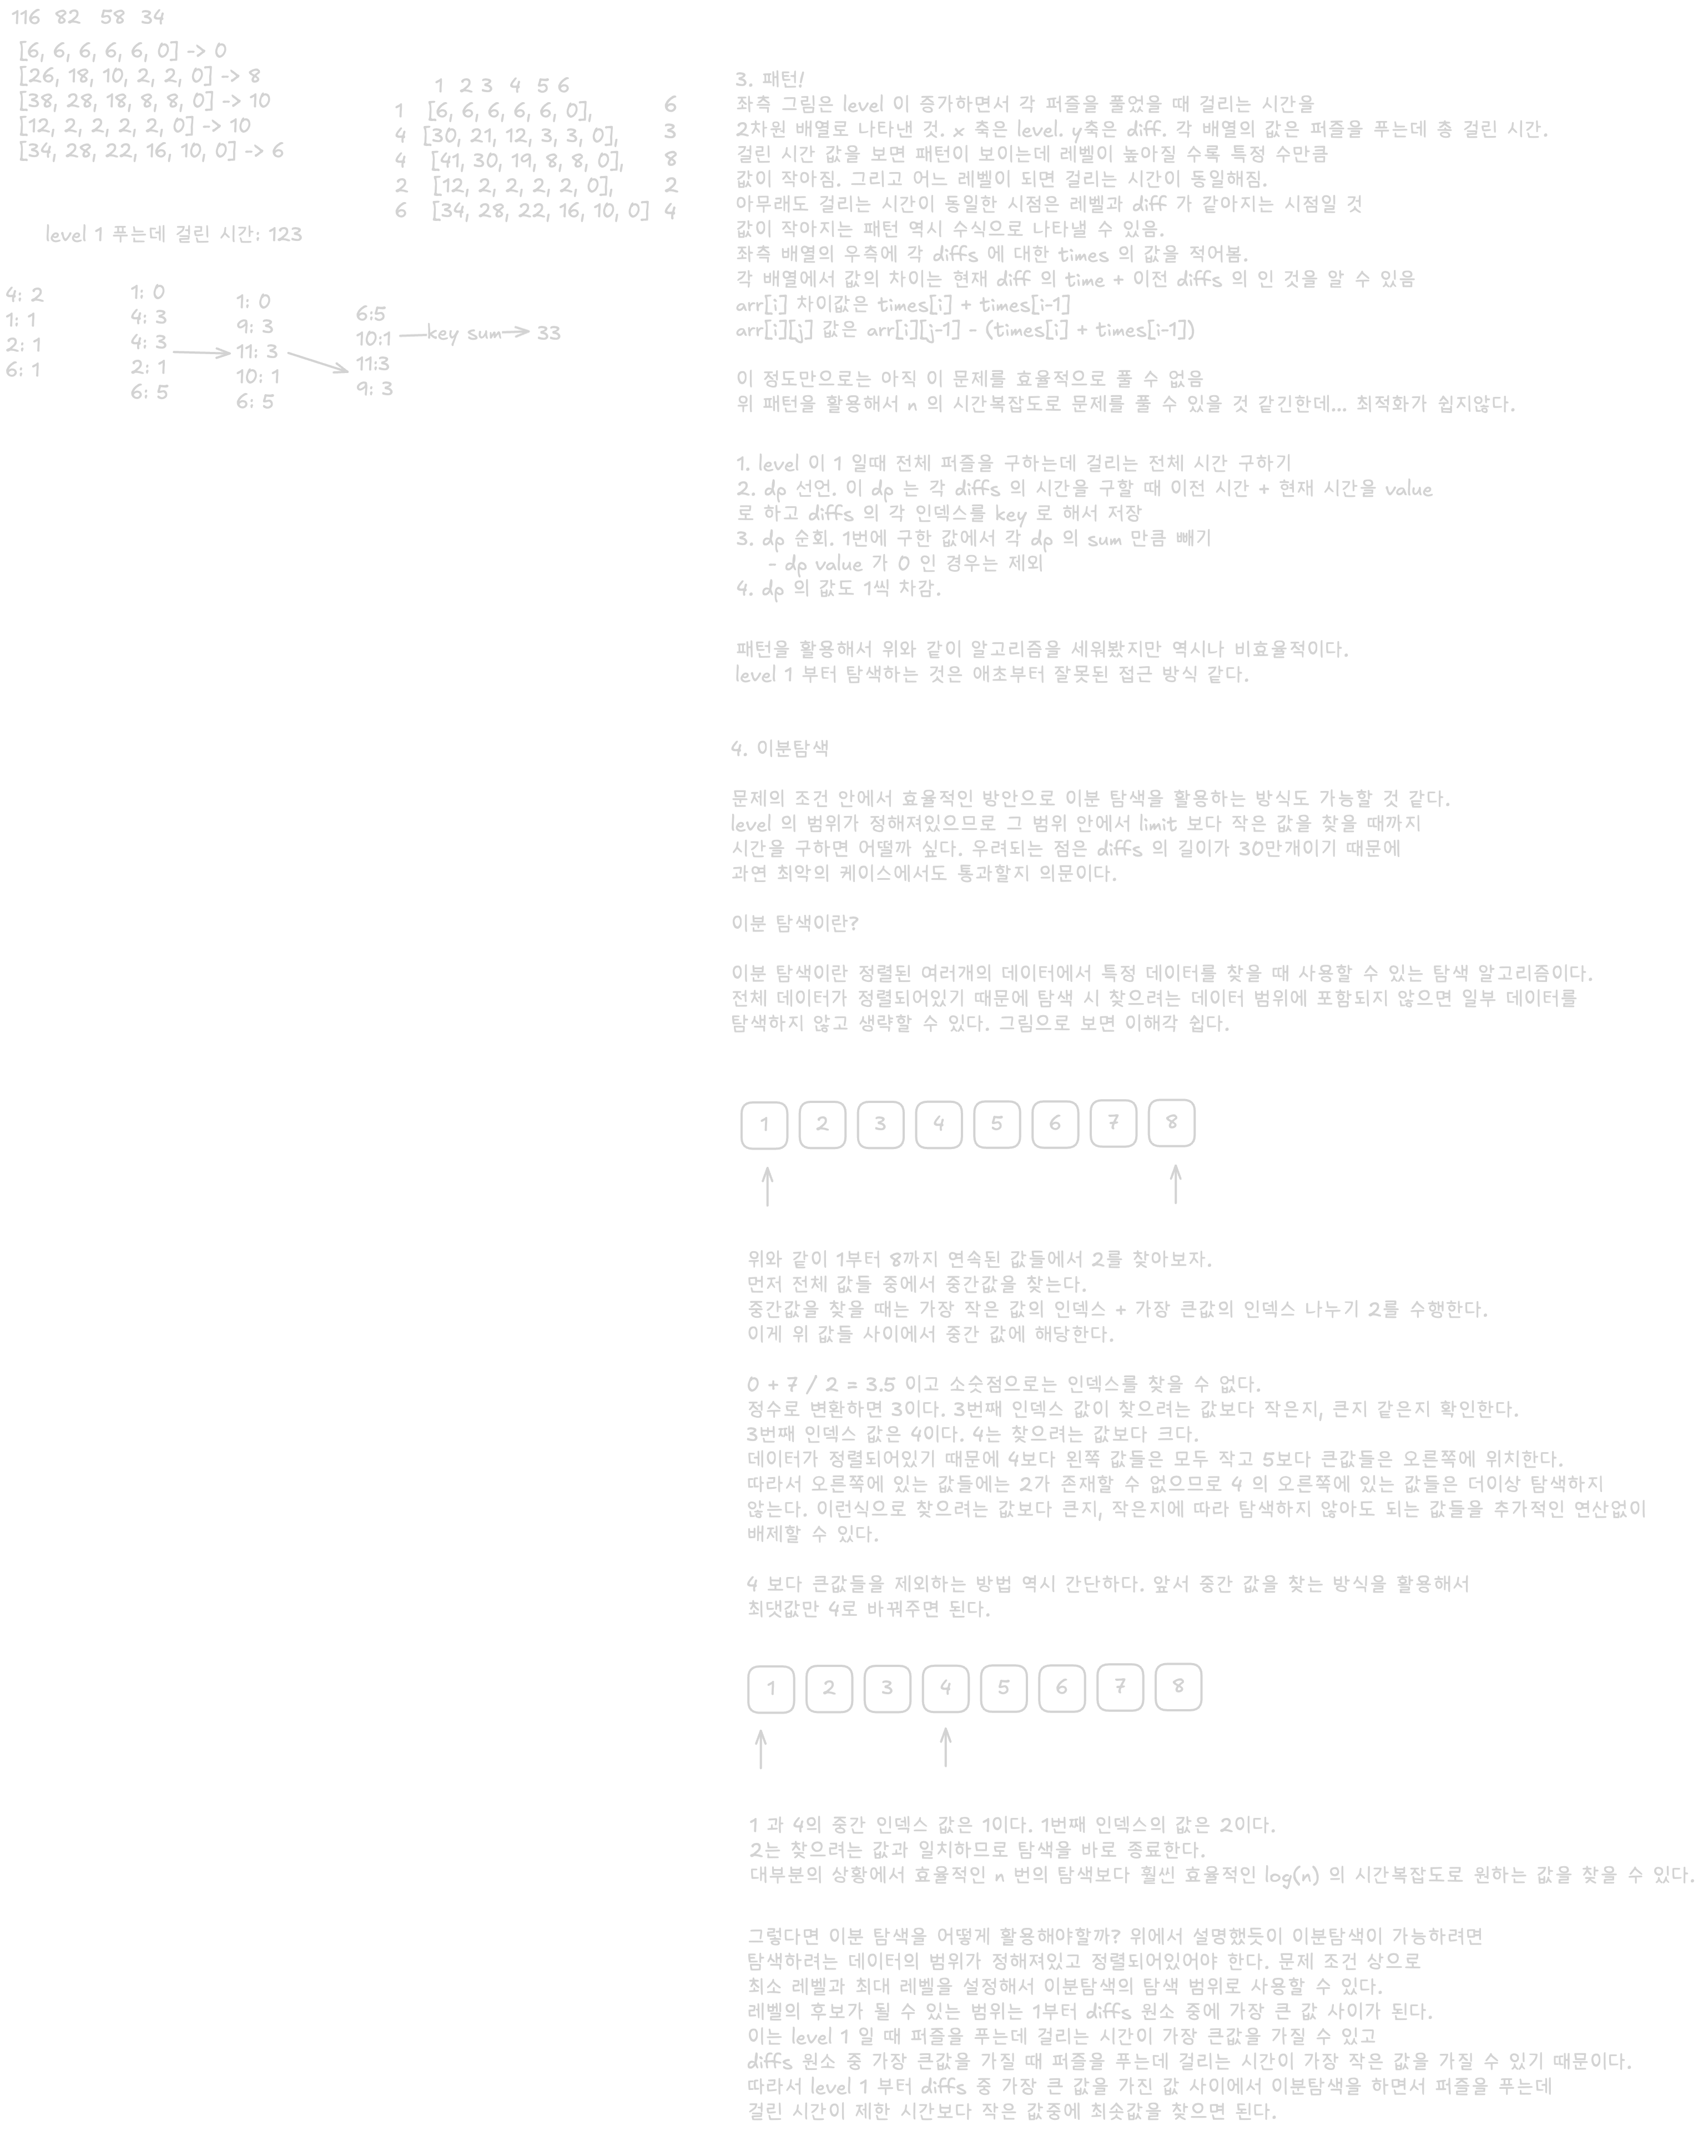 116 82 58 34
[6, 6, 6, 6, 6, 0] -> 0
[26, 18, 10, 2, 2, 0] -> 8
[38, 28, 18, 8, 8, 0] -> 10
[12, 2, 2, 2, 2, 0] -> 10
[34, 28, 22, 16, 10, 0] -> 6
1 2 3 4 5 6
1 [6, 6, 6, 6, 6, 0], 6
4 [30, 21, 12, 3, 3, 0], 3
4 [41, 30, 19, 8, 8, 0], 8
2 [12, 2, 2, 2, 2, 0], 2
6 [34, 28, 22, 16, 10, 0] 4
level 1 푸는데 걸린 시간: 123
4: 2
1: 1
2: 1
6: 1
1: 0
4: 3
4: 3
2: 1
6: 5
1: 0
9: 3
11: 3
10: 1
6: 5
6:5
10:1
11:3
9: 3
key sum
33
3. 패턴!
좌측 그림은 level 이 증가하면서 각 퍼즐을 풀었을 때 걸리는 시간을
2차원 배열로 나타낸 것. x 축은 level. y축은 diff. 각 배열의 값은 퍼즐을 푸는데 총 걸린 시간.
걸린 시간 값을 보면 패턴이 보이는데 레벨이 높아질 수록 특정 수만큼
값이 작아짐. 그리고 어느 레벨이 되면 걸리는 시간이 동일해짐.
아무래도 걸리는 시간이 동일한 시점은 레벨과 diff 가 같아지는 시점일 것
값이 작아지는 패턴 역시 수식으로 나타낼 수 있음.
좌측 배열의 우측에 각 diffs 에 대한 times 의 값을 적어봄.
각 배열에서 값의 차이는 현재 diff 의 time + 이전 diffs 의 인 것을 알 수 있음
arr[i] 차이값은 times[i] + times[i-1]
arr[i][j] 값은 arr[i][j-1] - (times[i] + times[i-1])
이 정도만으로는 아직 이 문제를 효율적으로 풀 수 없음
위 패턴을 활용해서 n 의 시간복잡도로 문제를 풀 수 있을 것 같긴한데... 최적화가 쉽지않다.
1. level 이 1 일때 전체 퍼즐을 구하는데 걸리는 전체 시간 구하기
2. dp 선언. 이 dp 는 각 diffs 의 시간을 구할 때 이전 시간 + 현재 시간을 value
로 하고 diffs 의 각 인덱스를 key 로 해서 저장
3. dp 순회. 1번에 구한 값에서 각 dp 의 sum 만큼 빼기
- dp value 가 0 인 경우는 제외
4. dp 의 값도 1씩 차감.
패턴을 활용해서 위와 같이 알고리즘을 세워봤지만 역시나 비효율적이다.
level 1 부터 탐색하는 것은 애초부터 잘못된 접근 방식 같다.
4. 이분탐색
문제의 조건 안에서 효율적인 방안으로 이분 탐색을 활용하는 방식도 가능할 것 같다.
level 의 범위가 정해져있으므로 그 범위 안에서 limit 보다 작은 값을 찾을 때까지
시간을 구하면 어떨까 싶다. 우려되는 점은 diffs 의 길이가 30만개이기 때문에
과연 최악의 케이스에서도 통과할지 의문이다.
이분 탐색이란?
이분 탐색이란 정렬된 여러개의 데이터에서 특정 데이터를 찾을 때 사용할 수 있는 탐색 알고리즘이다.
전체 데이터가 정렬되어있기 때문에 탐색 시 찾으려는 데이터 범위에 포함되지 않으면 일부 데이터를
탐색하지 않고 생략할 수 있다. 그림으로 보면 이해각 쉽다.
1 2 3 4 5 6 7 8
위와 같이 1부터 8까지 연속된 값들에서 2를 찾아보자.
먼저 전체 값들 중에서 중간값을 찾는다.
중간값을 찾을 때는 가장 작은 값의 인덱스 + 가장 큰값의 인덱스 나누기 2를 수행한다.
이게 위 값들 사이에서 중간 값에 해당한다.
0 + 7 / 2 = 3.5 이고 소숫점으로는 인덱스를 찾을 수 없다.
정수로 변환하면 3이다. 3번째 인덱스 값이 찾으려는 값보다 작은지, 큰지 같은지 확인한다.
3번째 인덱스 값은 4이다. 4는 찾으려는 값보다 크다.
데이터가 정렬되어있기 때문에 4보다 왼쪽 값들은 모두 작고 5보다 큰값들은 오른쪽에 위치한다.
따라서 오른쪽에 있는 값들에는 2가 존재할 수 없으므로 4 의 오른쪽에 있는 값들은 더이상 탐색하지
않는다. 이런식으로 찾으려는 값보다 큰지, 작은지에 따라 탐색하지 않아도 되는 값들을 추가적인 연산없이
배제할 수 있다.
4 보다 큰값들을 제외하는 방법 역시 간단하다. 앞서 중간 값을 찾는 방식을 활용해서
최댓값만 4로 바꿔주면 된다.
1 2 3 4 5 6 7 8
1 과 4의 중간 인덱스 값은 1이다. 1번째 인덱스의 값은 2이다.
2는 찾으려는 값과 일치하므로 탐색을 바로 종료한다.
대부분의 상황에서 효율적인 n 번의 탐색보다 훨씬 효율적인 log(n) 의 시간복잡도로 원하는 값을 찾을 수 있다.
그렇다면 이분 탐색을 어떻게 활용해야할까? 위에서 설명했듯이 이분탐색이 가능하려면
탐색하려는 데이터의 범위가 정해져있고 정렬되어있어야 한다. 문제 조건 상으로
최소 레벨과 최대 레벨을 설정해서 이분탐색의 탐색 범위로 사용할 수 있다.
레벨의 후보가 될 수 있는 범위는 1부터 diffs 원소 중에 가장 큰 값 사이가 된다.
이는 level 1 일 때 퍼즐을 푸는데 걸리는 시간이 가장 큰값을 가질 수 있고
diffs 원소 중 가장 큰값을 가질 때 퍼즐을 푸는데 걸리는 시간이 가장 작은 값을 가질 수 있기 때문이다.
따라서 level 1 부터 diffs 중 가장 큰 값을 가진 값 사이에서 이분탐색을 하면서 퍼즐을 푸는데
걸린 시간이 제한 시간보다 작은 값중에 최솟값을 찾으면 된다.